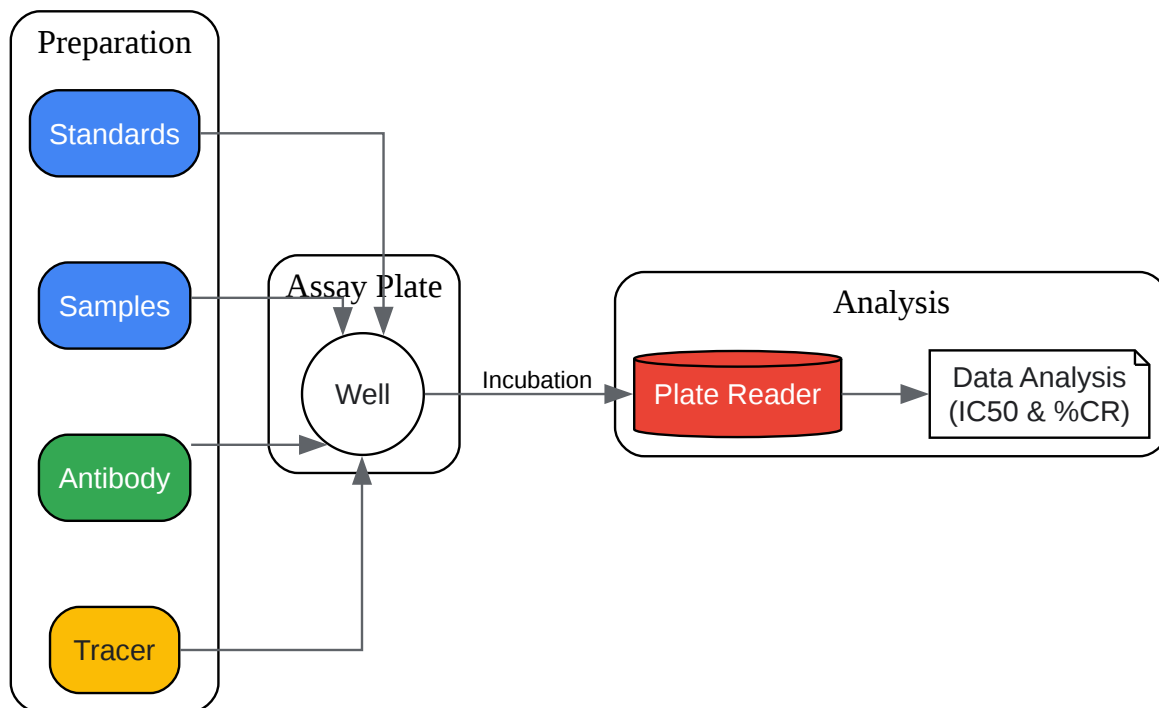 Preparation
Standards
Samples
Antibody
Tracer
Assay Plate
Well
Incubation
Analysis
Plate Reader
Data Analysis
(IC50 & %CR)